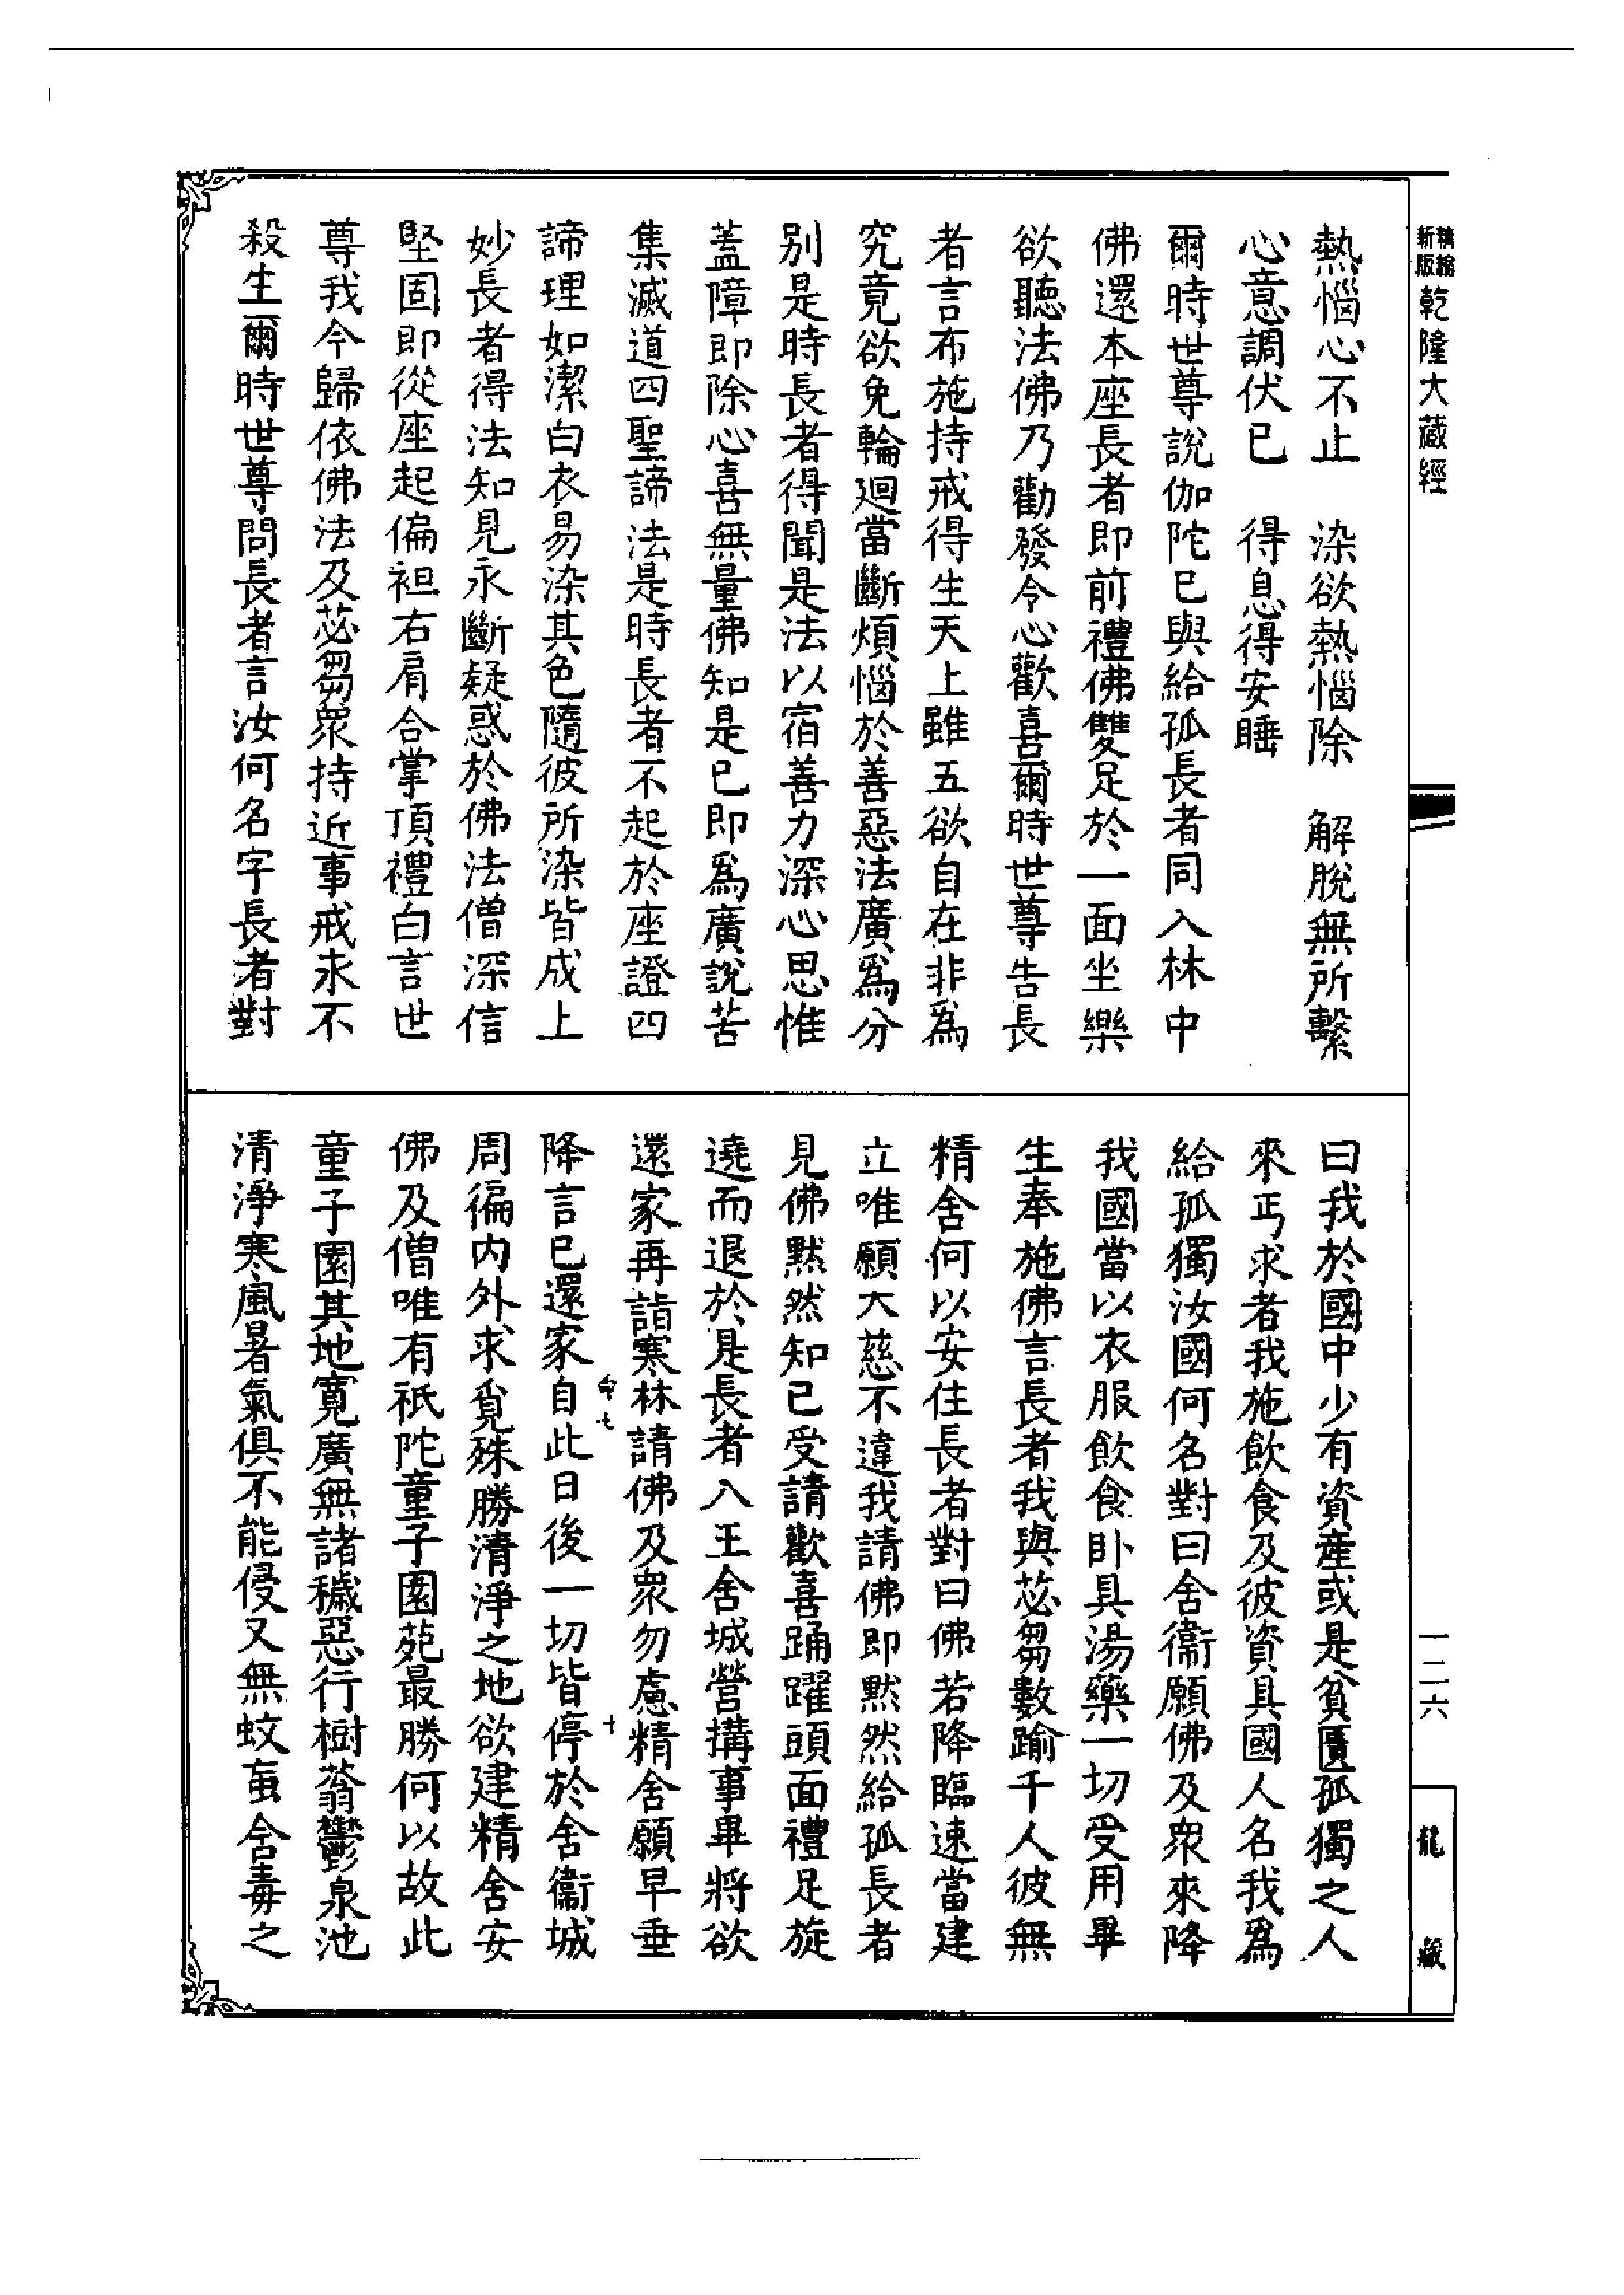 新版精縮乾隆大藏經
熱惱心不止　染欲熱惱除　解脫無所繫
心意調伏已　得息得安睡
爾時世尊說伽陀已與給孤長者同入林中
佛還本座長者即前禮佛雙足於一面坐樂
欲聽法佛乃勸發令心歡喜爾時世尊告長
者言布施持戒得生天上雖五欲自在非為
究竟欲免輪廻當斷煩惱於善惡法廣為分
別是時長者得聞是法以宿善力深心思惟
蓋障即除心喜無量佛知是已即為廣說苦
集滅道四聖諦法是時長者不起於座證四
諦理如潔白衣易染其色隨彼所染皆成上
妙長者得法知見永斷疑惑於佛法僧深信
堅固即從座起偏袒右肩合掌頂禮白言世
尊我今歸依佛法及苾芻眾持近事戒永不
殺生爾時世尊問長者言汝何名字長者對
曰我於國中少有資產或是貧匱孤獨之人
來丐求者我施飲食及彼資具國人名我為
給孤獨汝國何名對曰舍衞願佛及眾來降
我國當以衣服飲食卧具湯藥一切受用畢
生奉施佛言長者我與苾芻數踰千人彼無
精舍何以安住長者對曰佛若降臨速當建
立唯願大慈不違我請佛即默然給孤長者
見佛默然知已受請歡喜踊躍頭面禮足旋
遶而退於是長者入王舍城營搆事畢將欲
還家再詣寒林請佛及眾勿慮精舍願早垂
降言已還家自此日後一切皆停於舍衞城
周徧內外求覓殊勝清淨之地欲建精舍安
佛及僧唯有祇陀童子園苑最勝何以故此
童子園其地寬廣無諸穢惡行樹蓊鬱泉池
清淨寒風暑氣俱不能侵又無蚊䖟含毒之
一二六
龍藏